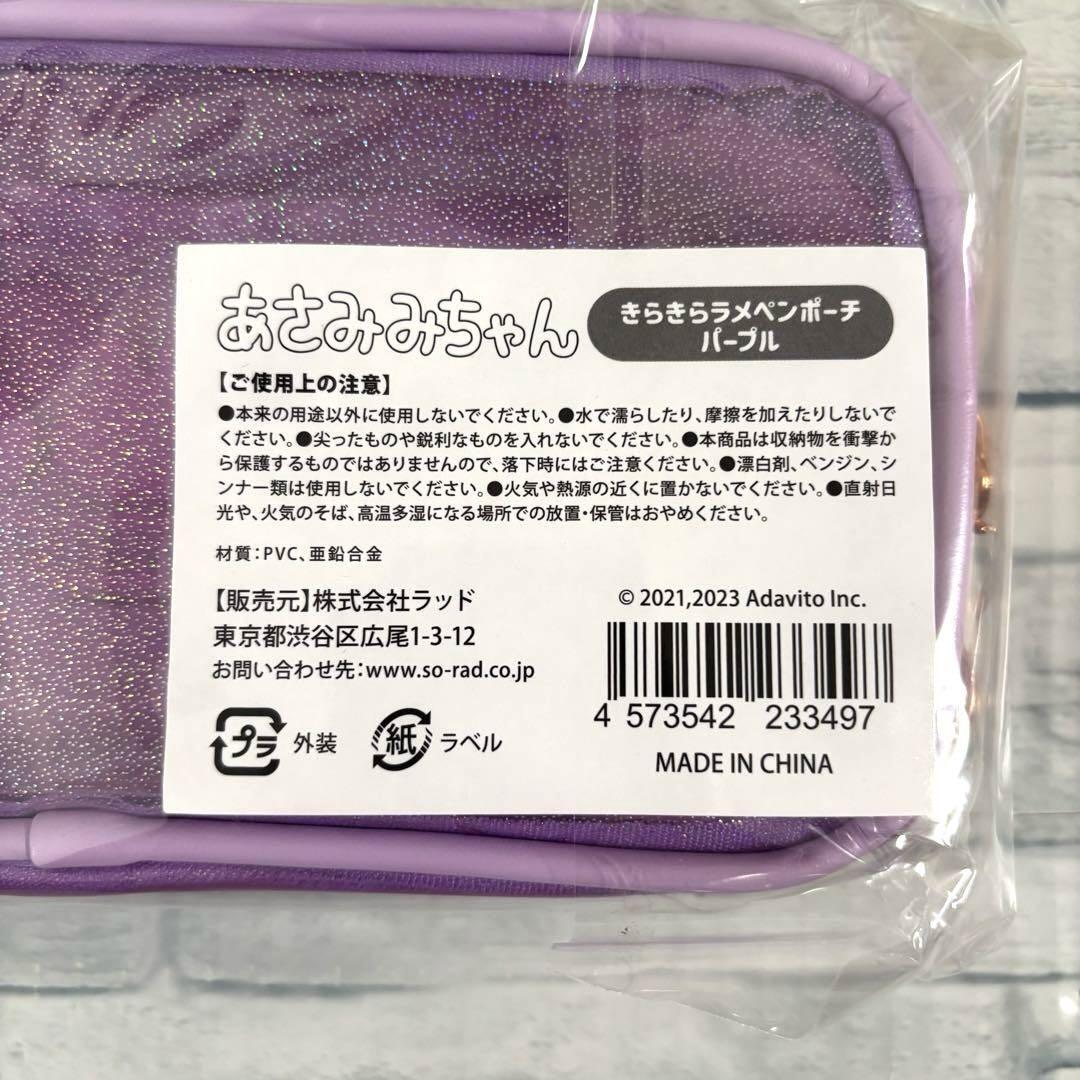 あさみみちゃん
きらきらラメペンポーチ
パープル
【ご使用上の注意】
●本来の用途以外に使用しないでください。●水で濡らしたり、摩擦を加えたりしないで
ください。●尖ったものや鋭利なものを入れないでください。●本商品は収納物を衝撃か
ら保護するものではありませんので、落下時にはご注意ください。●漂白剤、ベンジン、シ
ンナー類は使用しないでください。●火気や熱源の近くに置かないでください。●直射日
光や、火気のそば、高温多湿になる場所での放置・保管はおやめください。
材質：PVC、亜鉛合金
【販売元】株式会社ラッド
東京都渋谷区広尾1-3-12
お問い合わせ先：www.so-rad.co.jp
プラ 外装
紙 ラベル
© 2021,2023 Adavito Inc.
4 573542 233497
MADE IN CHINA